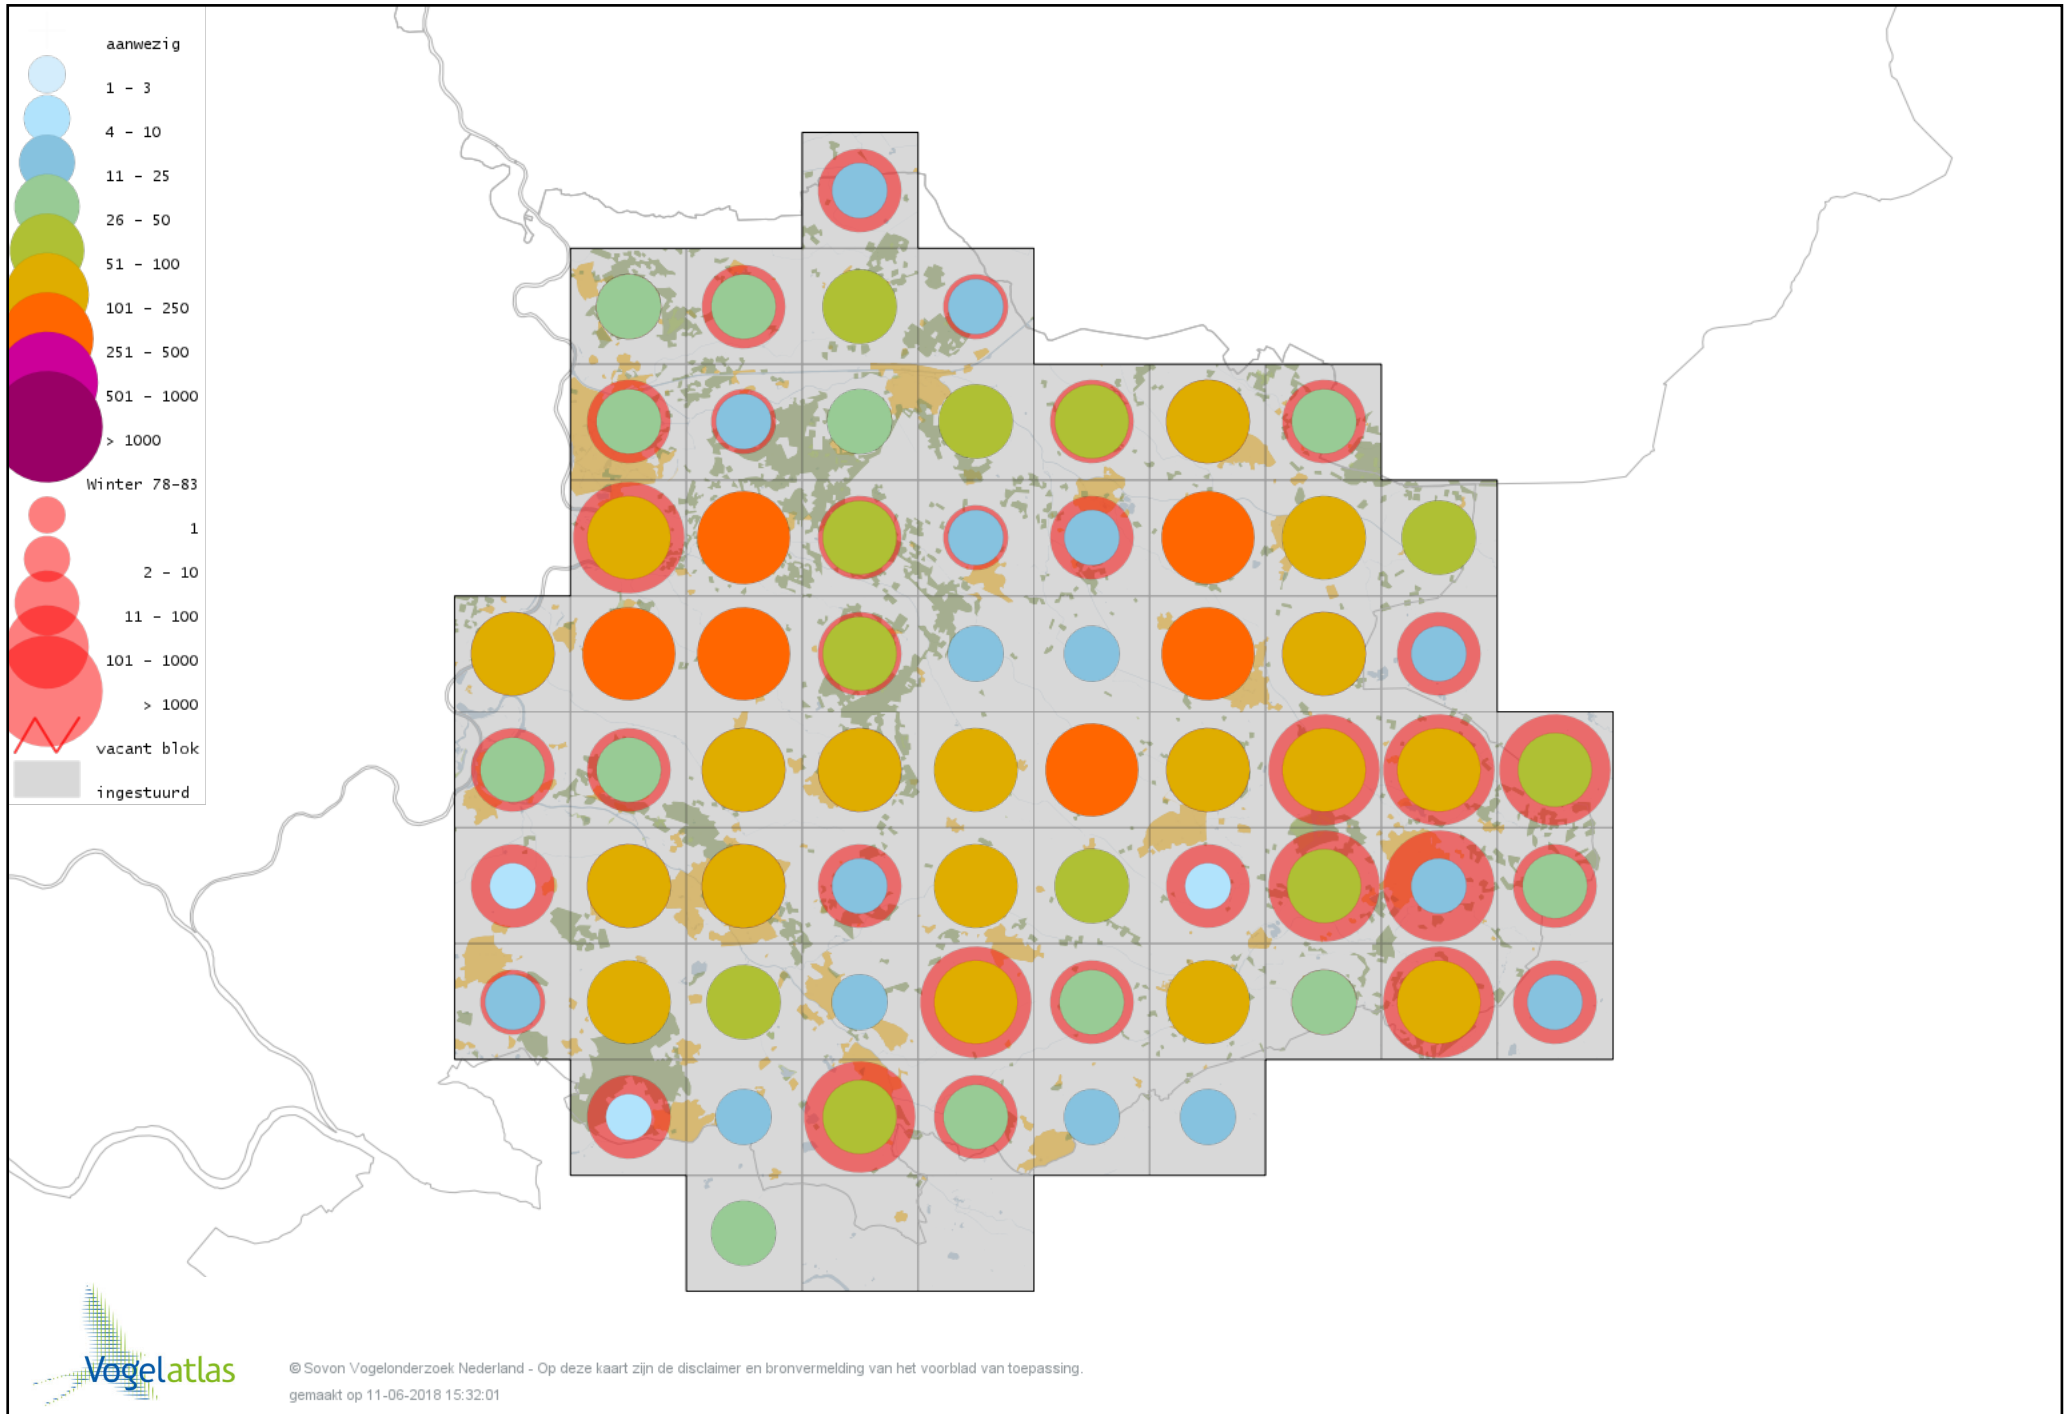 aanwezig
1 – 3
4 – 10
11 – 25
26 – 50
51 – 100
101 – 250
251 – 500
501 – 1000
> 1000
Winter 78-83
1
2 – 10
11 – 100
101 – 1000
> 1000
vacant blok
ingestuurd
Vogelatlas
© Sovon Vogelonderzoek Nederland - Op deze kaart zijn de disclaimer en bronvermelding van het voorblad van toepassing.
gemaakt op 11-06-2018 15:32:01